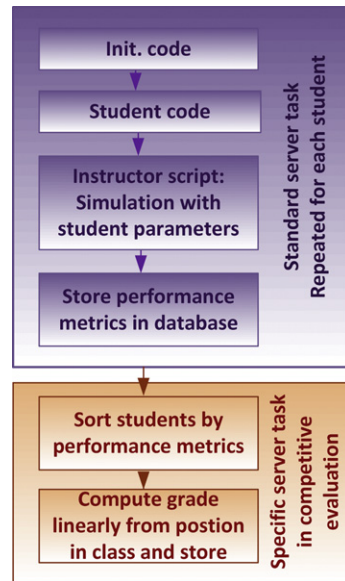 Init. code
Student code
Instructor script:
Simulation with
student parameters
Store performance
metrics in database
Standard server task
Repeated for each student
Sort students by
performance metrics
Compute grade
linearly from postion
in class and store
Specific server task
in competitive
evaluation